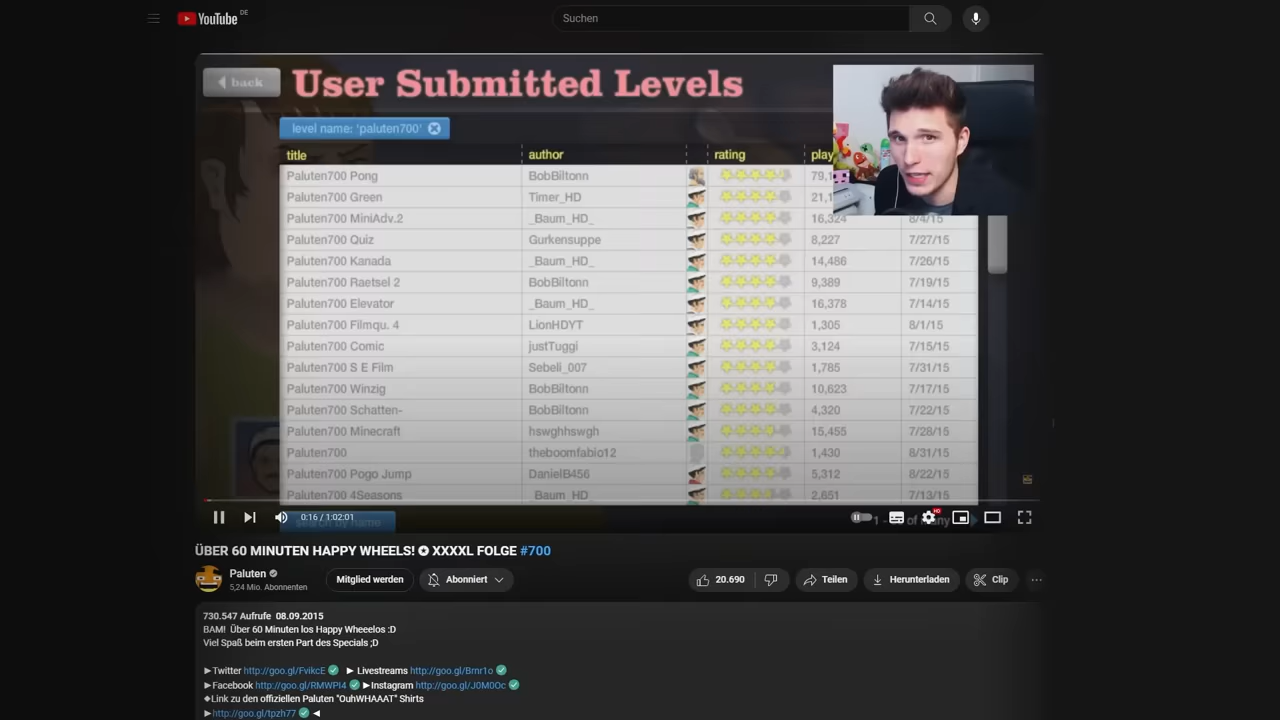 YouTube DE
Suchen
back
User Submitted Levels
level name: 'paluten700'
title author rating
Paluten700 Pong BobBiltonn
Paluten700 Green Timer_HD
Paluten700 MiniAdv.2 _Baum_HD_ 16,324 8/4/15
Paluten700 Quiz Gurkensuppe 8,227 7/27/15
Paluten700 Kanada _Baum_HD_ 14,486 7/26/15
Paluten700 Raetsel 2 BobBiltonn 9,389 7/19/15
Paluten700 Elevator _Baum_HD_ 16,378 7/14/15
Paluten700 Filmqu. 4 LionHDYT 1,305 8/1/15
Paluten700 Comic justTuggi 3,124 7/15/15
Paluten700 S E Film Sebeli_007 1,785 7/31/15
Paluten700 Winzig BobBiltonn 10,623 7/17/15
Paluten700 Schatten- BobBiltonn 4,320 7/22/15
Paluten700 Minecraft hswghhswgh 15,455 7/28/15
Paluten700 theboomfabio12 1,430 8/31/15
Paluten700 Pogo Jump DanielB456 5,312 8/22/15
Paluten700 4Seasons _Baum_HD_ 2,651 7/13/15
search by name
0:16 / 1:02:01
HD
ÜBER 60 MINUTEN HAPPY WHEELS! ✪ XXXXL FOLGE #700
Paluten
5,24 Mio. Abonnenten
Mitglied werden
Abonniert
20.690
Teilen
Herunterladen
Clip
730.547 Aufrufe 08.09.2015
BAM! Über 60 Minuten los Happy Wheeelos :D
Viel Spaß beim ersten Part des Specials ;D
►Twitter http://goo.gl/FvikcE ► Livestreams http://goo.gl/Brnr1o
►Facebook http://goo.gl/RMWPI4 ►Instagram http://goo.gl/J0M0Oc
◆Link zu den offiziellen Paluten "OuhWHAAAT" Shirts
►http://goo.gl/tpzh77 ◄